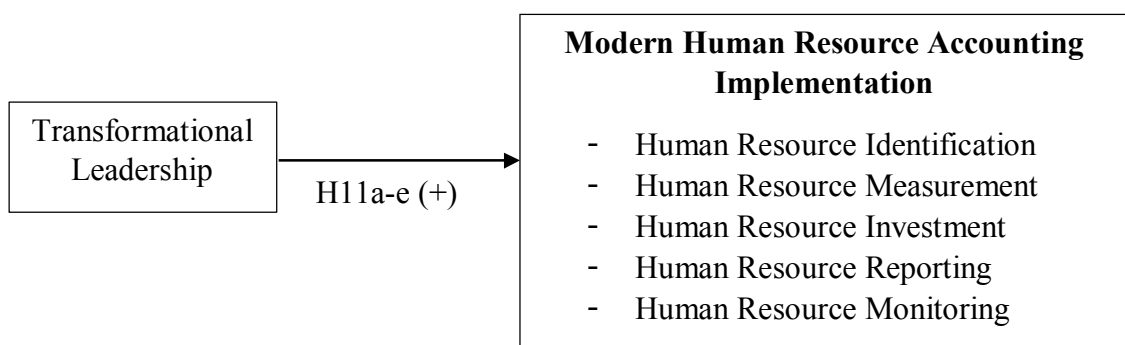 Modern Human Resource Accounting
Implementation
Transformational
Leadership
H11a-e (+)
- Human Resource Identification
- Human Resource Measurement
- Human Resource Investment
- Human Resource Reporting
- Human Resource Monitoring